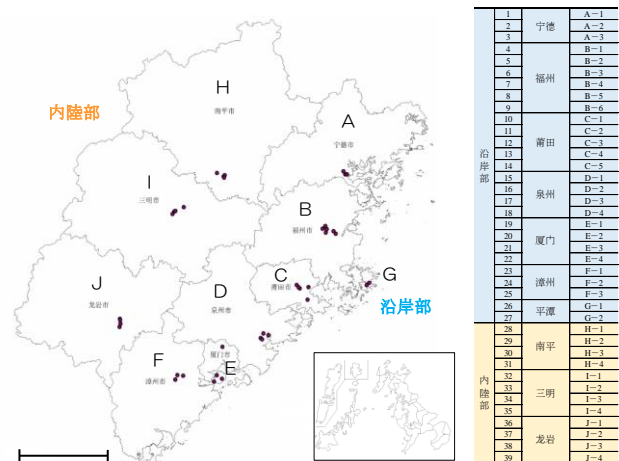 H
南平市
内陸部
A
宁德市
I
三明市
B
福州市
J
龙岩市
D
泉州市
C
莆田市
G
沿岸部
F
漳州市
厦门市
E
沿岸部
1 宁德 A-1
2 A-2
3 A-3
4 福州 B-1
5 B-2
6 B-3
7 B-4
8 B-5
9 B-6
10 莆田 C-1
11 C-2
12 C-3
13 C-4
14 C-5
15 泉州 D-1
16 D-2
17 D-3
18 D-4
19 厦门 E-1
20 E-2
21 E-3
22 E-4
23 漳州 F-1
24 F-2
25 F-3
26 平潭 G-1
27 G-2
内陸部
28 南平 H-1
29 H-2
30 H-3
31 H-4
32 三明 I-1
33 I-2
34 I-3
35 I-4
36 龙岩 J-1
37 J-2
38 J-3
39 J-4